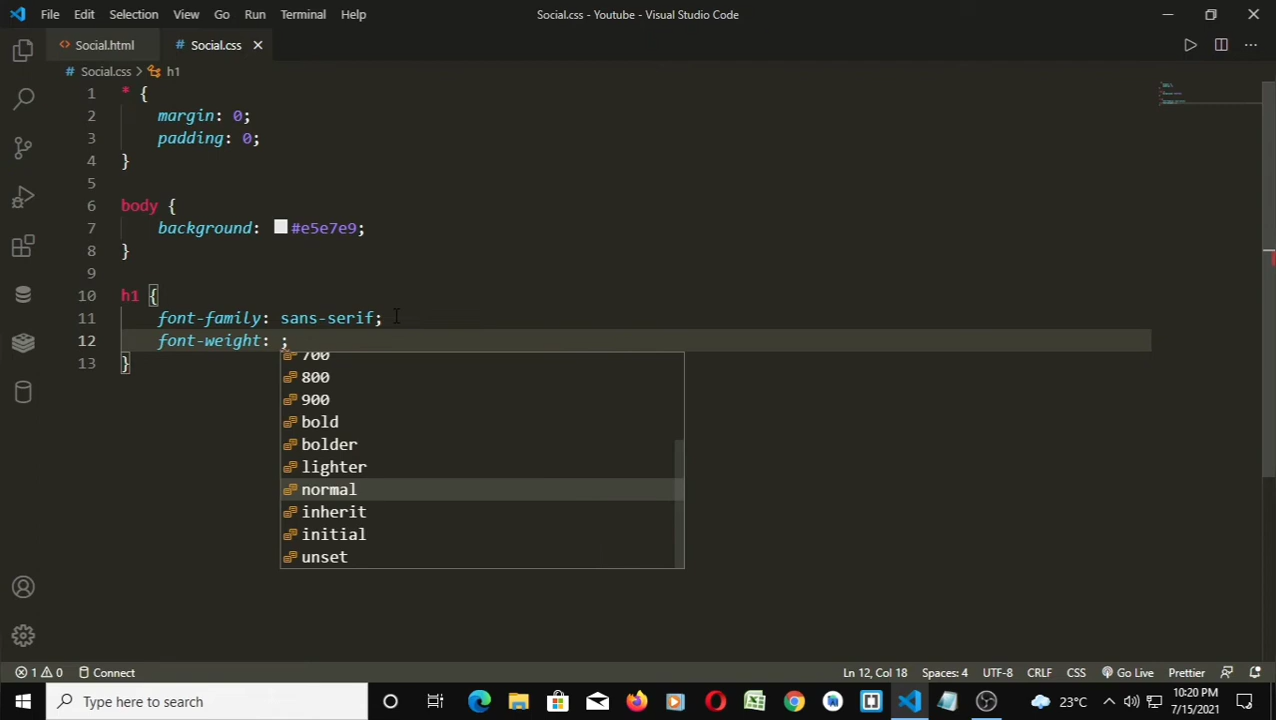 File Edit Selection View Go Run Terminal Help Social.css - Youtube - Visual Studio Code
Social.html Social.css
Social.css h1
1 * {
2 margin: 0;
3 padding: 0;
4 }
5
6 body {
7 background: #e5e7e9;
8 }
9
10 h1 {
11 font-family: sans-serif;
12 font-weight: ;
13 }
700
800
900
bold
bolder
lighter
normal
inherit
initial
unset
1 0 Connect Ln 12, Col 18 Spaces: 4 UTF-8 CRLF CSS Go Live Prettier
Type here to search 23°C 10:20 PM
7/15/2021